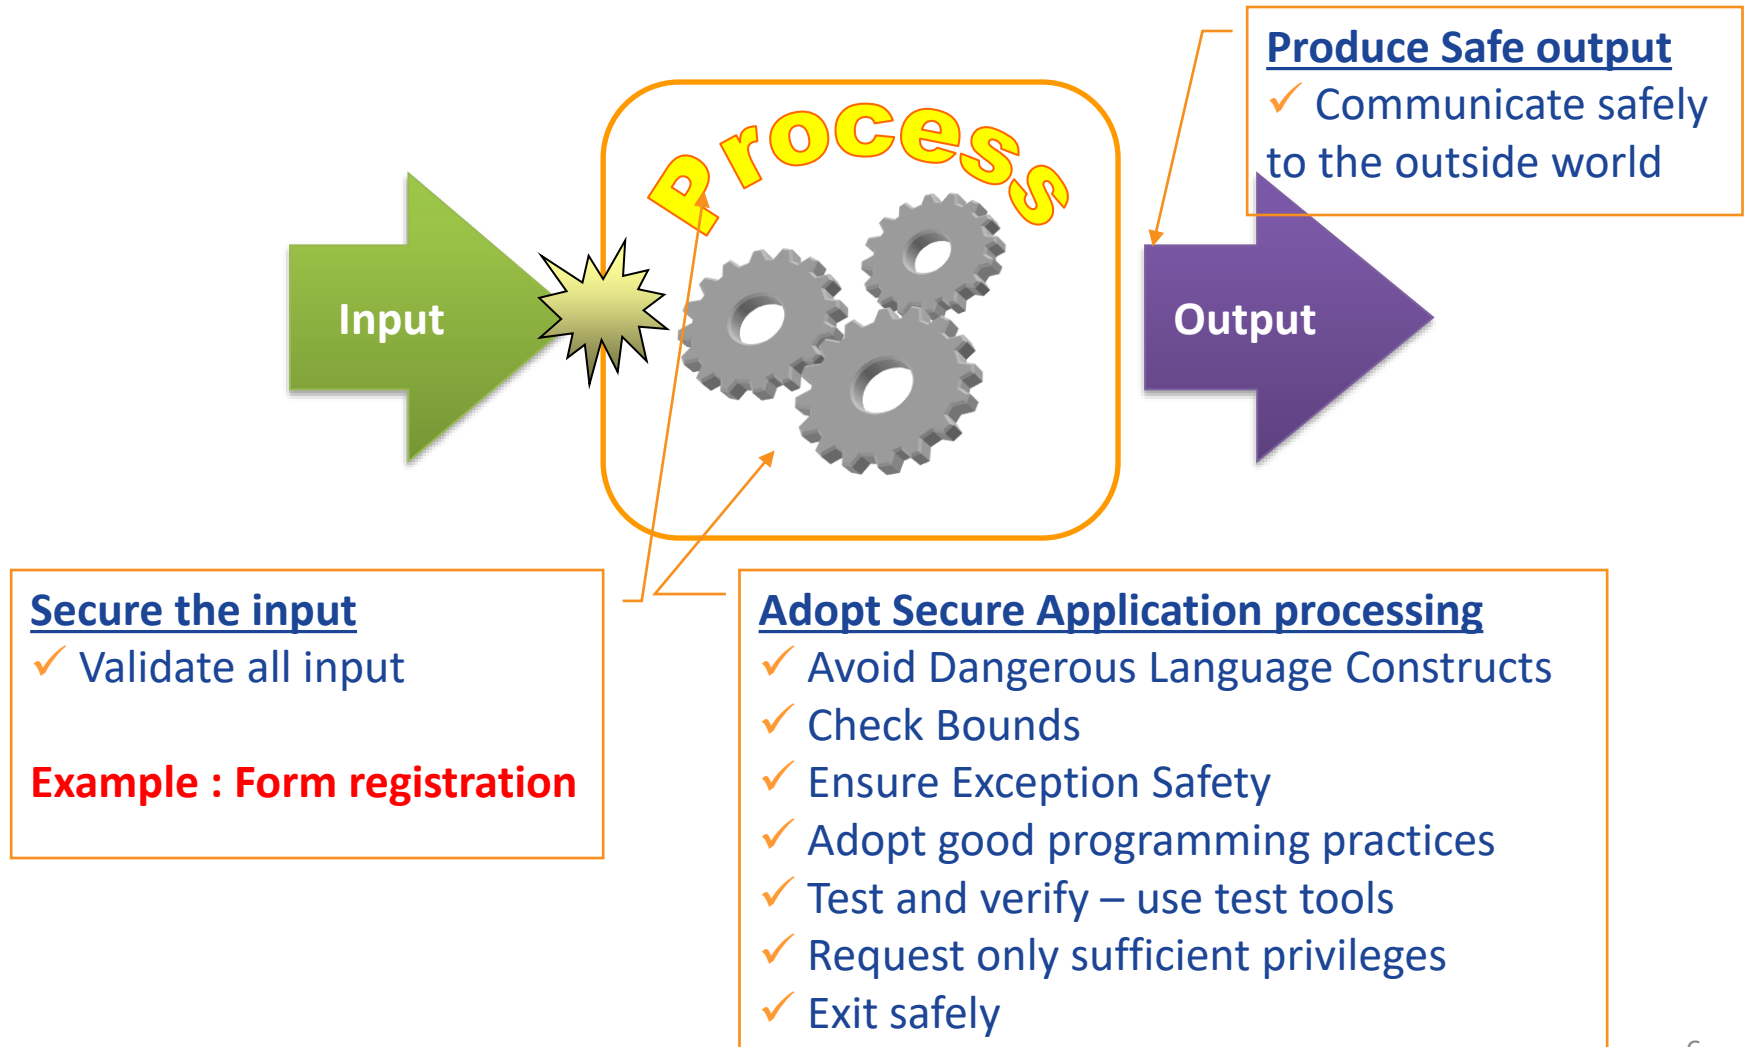 Produce Safe output
✓ Communicate safely
to the outside world
Process
Input
Output
Secure the input
✓ Validate all input
Example : Form registration
Adopt Secure Application processing
✓ Avoid Dangerous Language Constructs
✓ Check Bounds
✓ Ensure Exception Safety
✓ Adopt good programming practices
✓ Test and verify – use test tools
✓ Request only sufficient privileges
✓ Exit safely